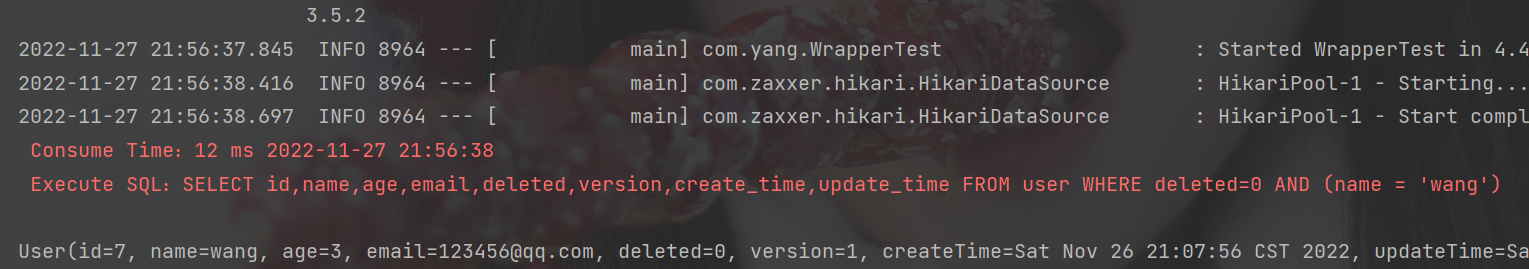 3.5.2
2022-11-27 21:56:37.845  INFO 8964 --- [           main] com.yang.WrapperTest                     : Started WrapperTest in 4.4
2022-11-27 21:56:38.416  INFO 8964 --- [           main] com.zaxxer.hikari.HikariDataSource       : HikariPool-1 - Starting...
2022-11-27 21:56:38.697  INFO 8964 --- [           main] com.zaxxer.hikari.HikariDataSource       : HikariPool-1 - Start compl
Consume Time：12 ms 2022-11-27 21:56:38
Execute SQL：SELECT id,name,age,email,deleted,version,create_time,update_time FROM user WHERE deleted=0 AND (name = 'wang')
User(id=7, name=wang, age=3, email=123456@qq.com, deleted=0, version=1, createTime=Sat Nov 26 21:07:56 CST 2022, updateTime=Sa